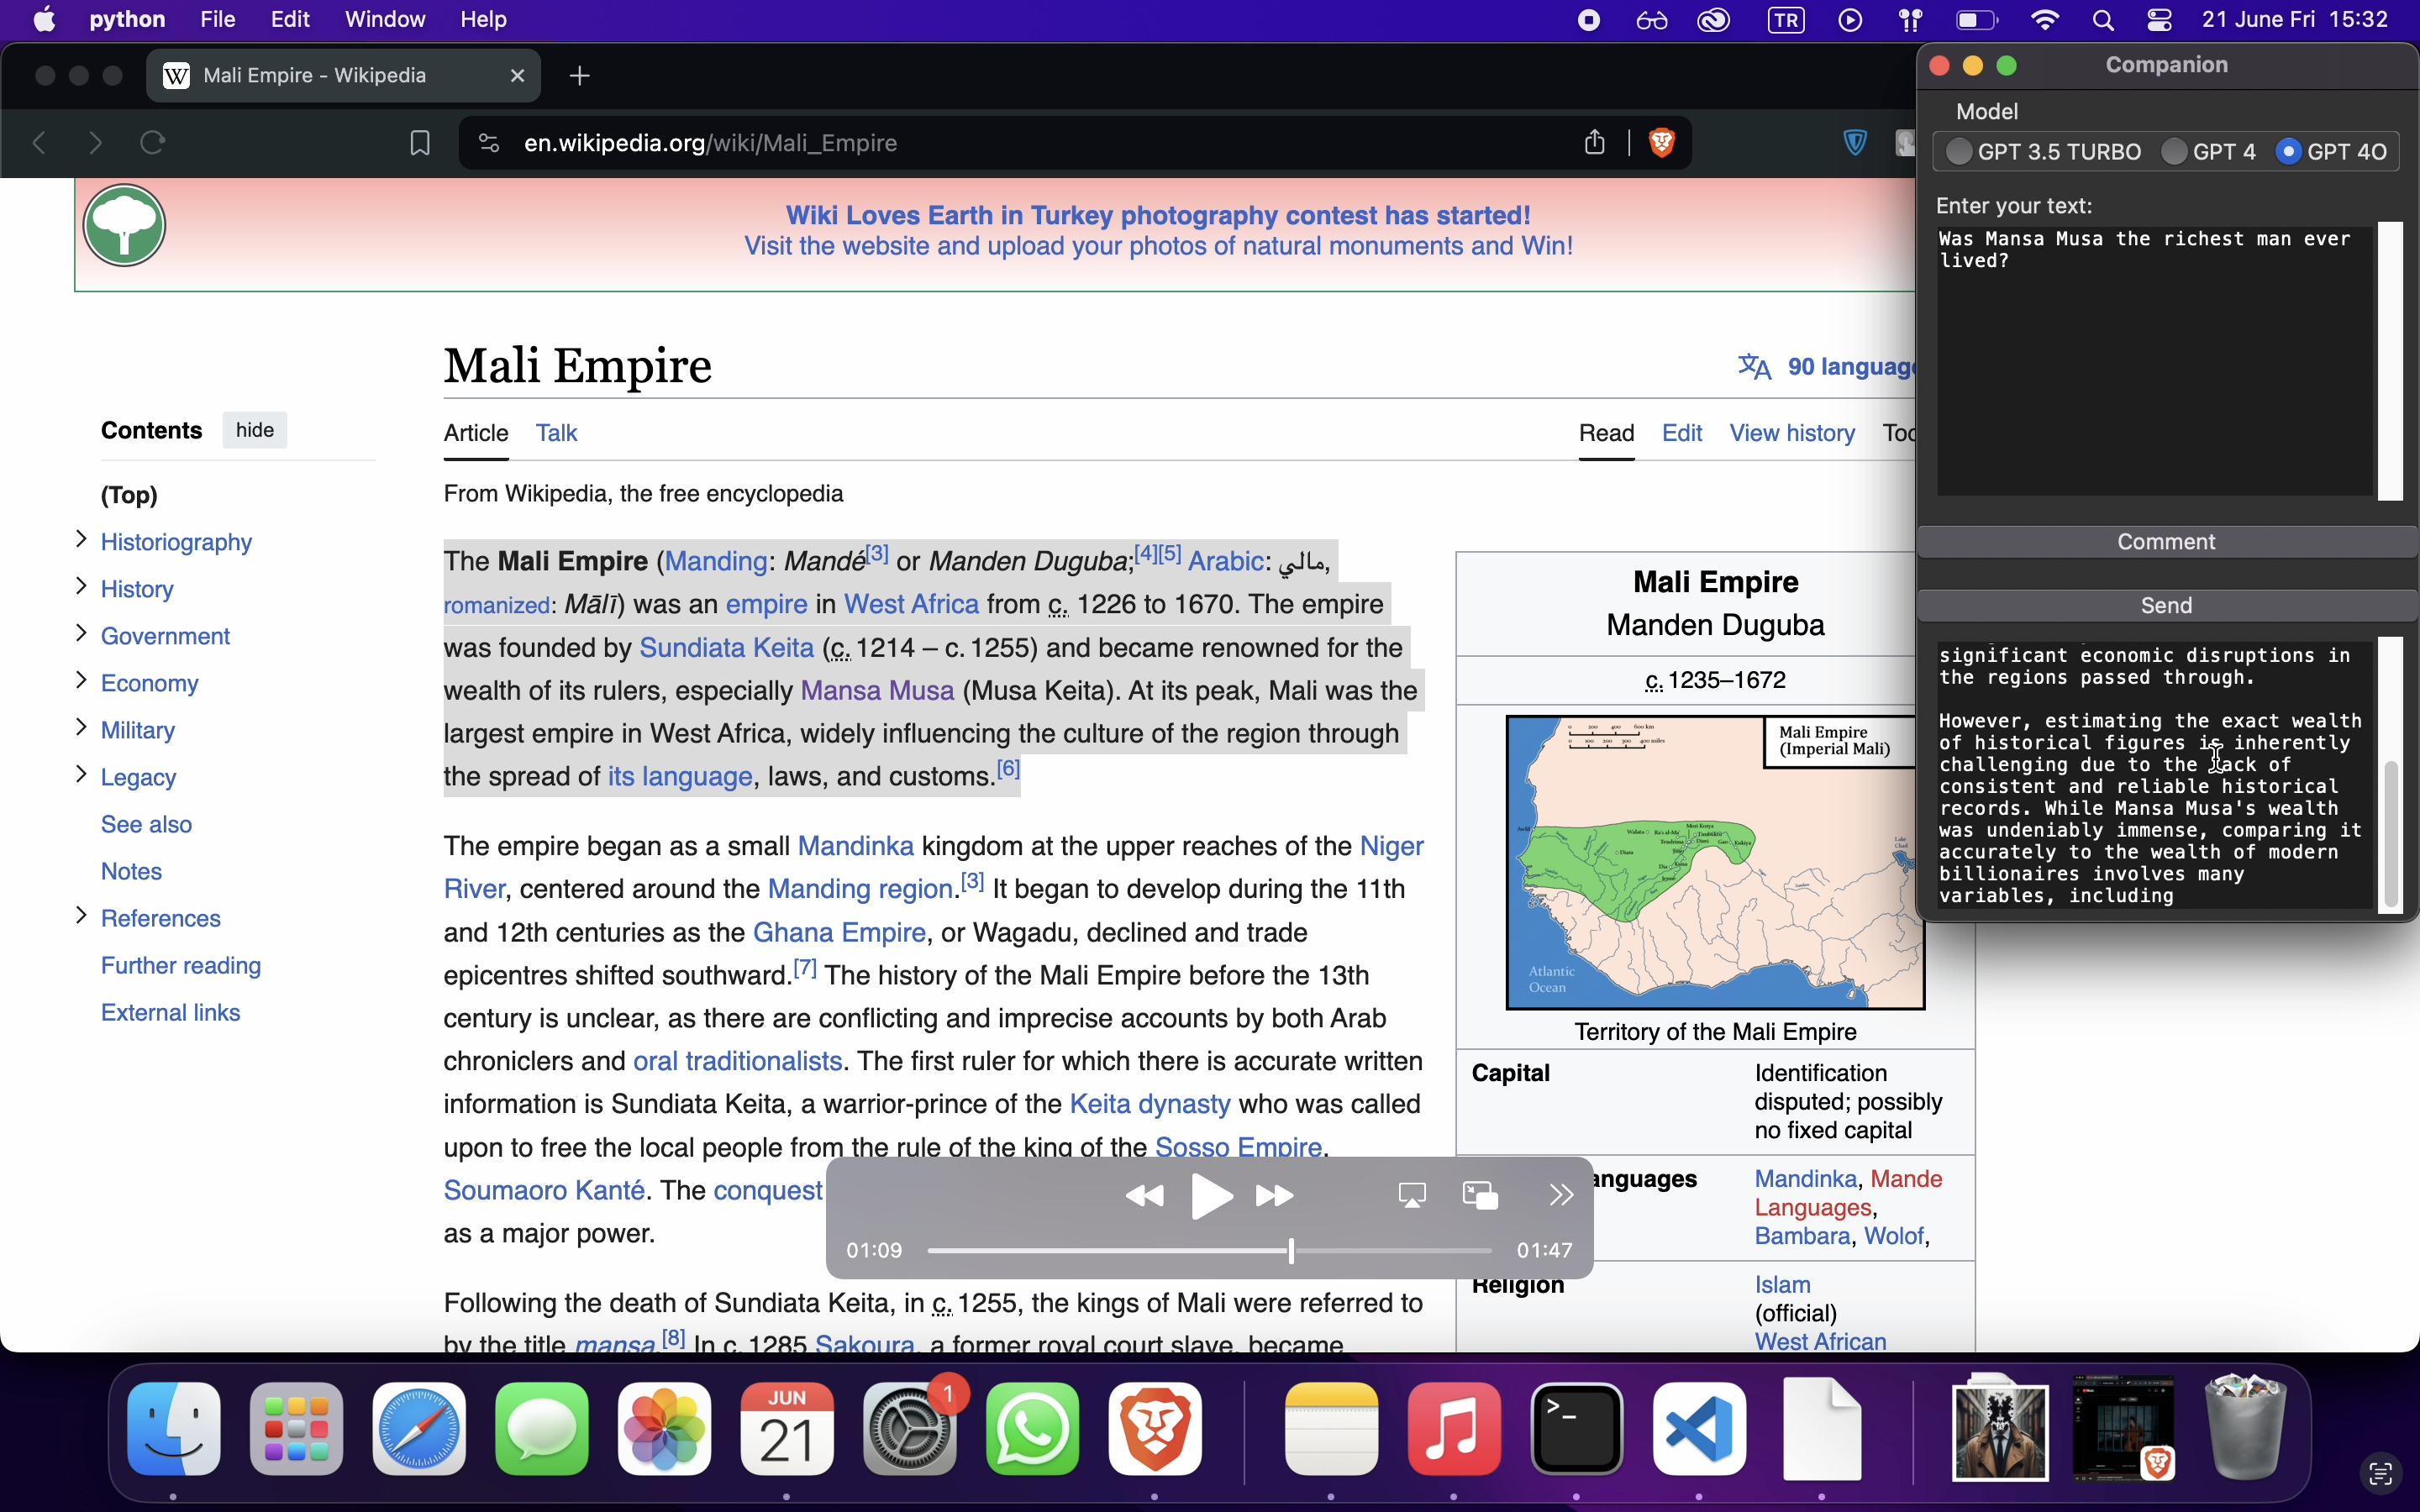 python File Edit Window Help TR 21 June Fri 15:32
W Mali Empire - Wikipedia
en.wikipedia.org/wiki/Mali_Empire
Wiki Loves Earth in Turkey photography contest has started!
Visit the website and upload your photos of natural monuments and Win!
Mali Empire
90 language
Contents hide
(Top)
Historiography
History
Government
Economy
Military
Legacy
See also
Notes
References
Further reading
External links
Article Talk Read Edit View history Too
From Wikipedia, the free encyclopedia
The Mali Empire (Manding: Mandé[3] or Manden Duguba;[4][5] Arabic: مالي,
romanized: Mālī) was an empire in West Africa from c. 1226 to 1670. The empire
was founded by Sundiata Keita (c. 1214 – c. 1255) and became renowned for the
wealth of its rulers, especially Mansa Musa (Musa Keita). At its peak, Mali was the
largest empire in West Africa, widely influencing the culture of the region through
the spread of its language, laws, and customs.[6]
The empire began as a small Mandinka kingdom at the upper reaches of the Niger
River, centered around the Manding region.[3] It began to develop during the 11th
and 12th centuries as the Ghana Empire, or Wagadu, declined and trade
epicentres shifted southward.[7] The history of the Mali Empire before the 13th
century is unclear, as there are conflicting and imprecise accounts by both Arab
chroniclers and oral traditionalists. The first ruler for which there is accurate written
information is Sundiata Keita, a warrior-prince of the Keita dynasty who was called
upon to free the local people from the rule of the king of the Sosso Empire,
Soumaoro Kanté. The conquest
as a major power.
Following the death of Sundiata Keita, in c. 1255, the kings of Mali were referred to
by the title mansa.[8] In c. 1285 Sakoura, a former royal court slave, became
Mali Empire
Manden Duguba
c. 1235–1672
Mali Empire
(Imperial Mali)
Atlantic
Ocean
Territory of the Mali Empire
Capital
Identification
disputed; possibly
no fixed capital
anguages
Mandinka, Mande
Languages,
Bambara, Wolof,
Religion
Islam
(official)
West African
01:09 01:47
Companion
Model
GPT 3.5 TURBO GPT 4 GPT 4O
Enter your text:
Was Mansa Musa the richest man ever
lived?
Comment
Send
significant economic disruptions in
the regions passed through.
However, estimating the exact wealth
of historical figures is inherently
challenging due to the lack of
consistent and reliable historical
records. While Mansa Musa's wealth
was undeniably immense, comparing it
accurately to the wealth of modern
billionaires involves many
variables, including
JUN
21
1
>_